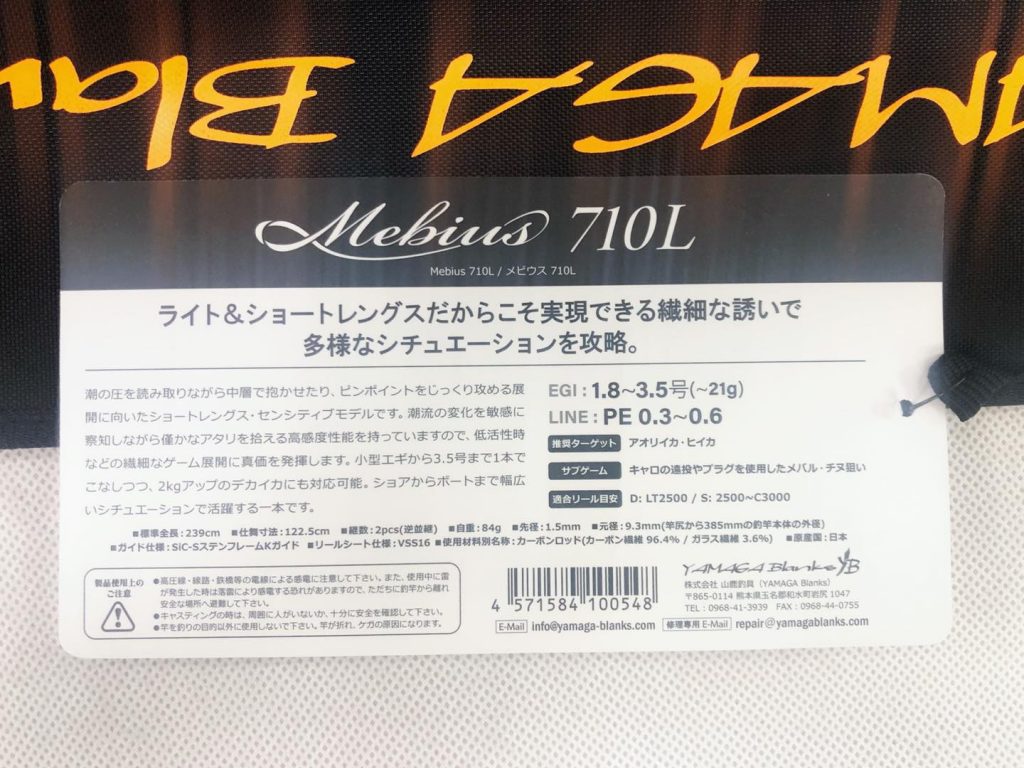 YAMAGA Blan
Mebius 710L
Mebius 710L / メビウス 710L
ライト&ショートレングスだからこそ実現できる繊細な誘いで
多様なシチュエーションを攻略。
潮の圧を読み取りながら中層で抱かせたり、ピンポイントをじっくり攻める展
開に向いたショートレングス・センシティブモデルです。潮流の変化を敏感に
察知しながら僅かなアタリを拾える高感度性能を持っていますので、低活性時
などの繊細なゲーム展開に真価を発揮します。小型エギから3.5号まで1本で
こなしつつ、2kgアップのデカイカにも対応可能。ショアからボートまで幅広
いシチュエーションで活躍する一本です。
EGI : 1.8~3.5号(~21g)
LINE : PE 0.3~0.6
推奨ターゲット アオリイカ・ヒイカ
サブゲーム キャロの遠投やプラグを使用したメバル・チヌ狙い
適合リール目安 D: LT2500 / S: 2500~C3000
■標準全長：239cm ■仕舞寸法：122.5cm ■継数：2pcs(逆並継) ■自重：84g ■先径：1.5mm ■元径：9.3mm(竿尻から385mmの釣竿本体の外径)
■ガイド仕様：SiC-SステンフレームKガイド ■リールシート仕様：VSS16 ■使用材料別名称：カーボンロッド(カーボン繊維 96.4% / ガラス繊維 3.6%) ■原産国：日本
製品使用上の
ご注意
●高圧線・線路・鉄橋等の電線による感電に注意して下さい。また、使用中に雷
が発生した時は落雷により感電する恐れがありますので、ただちに釣竿から離れ
安全な場所へ避難して下さい。
●キャスティングの時は、周囲に人がいないか、十分に安全を確認して下さい。
●竿を釣りの目的以外に使用しないで下さい。竿が折れ、ケガの原因になります。
4 571584 100548
YAMAGA Blanks YB
株式会社 山鹿釣具（YAMAGA Blanks）
〒865-0114 熊本県玉名郡和水町岩尻 1047
TEL : 0968-41-3939 FAX : 0968-44-0755
E-Mail info@yamaga-blanks.com 修理専用 E-Mail repair@yamagablanks.com